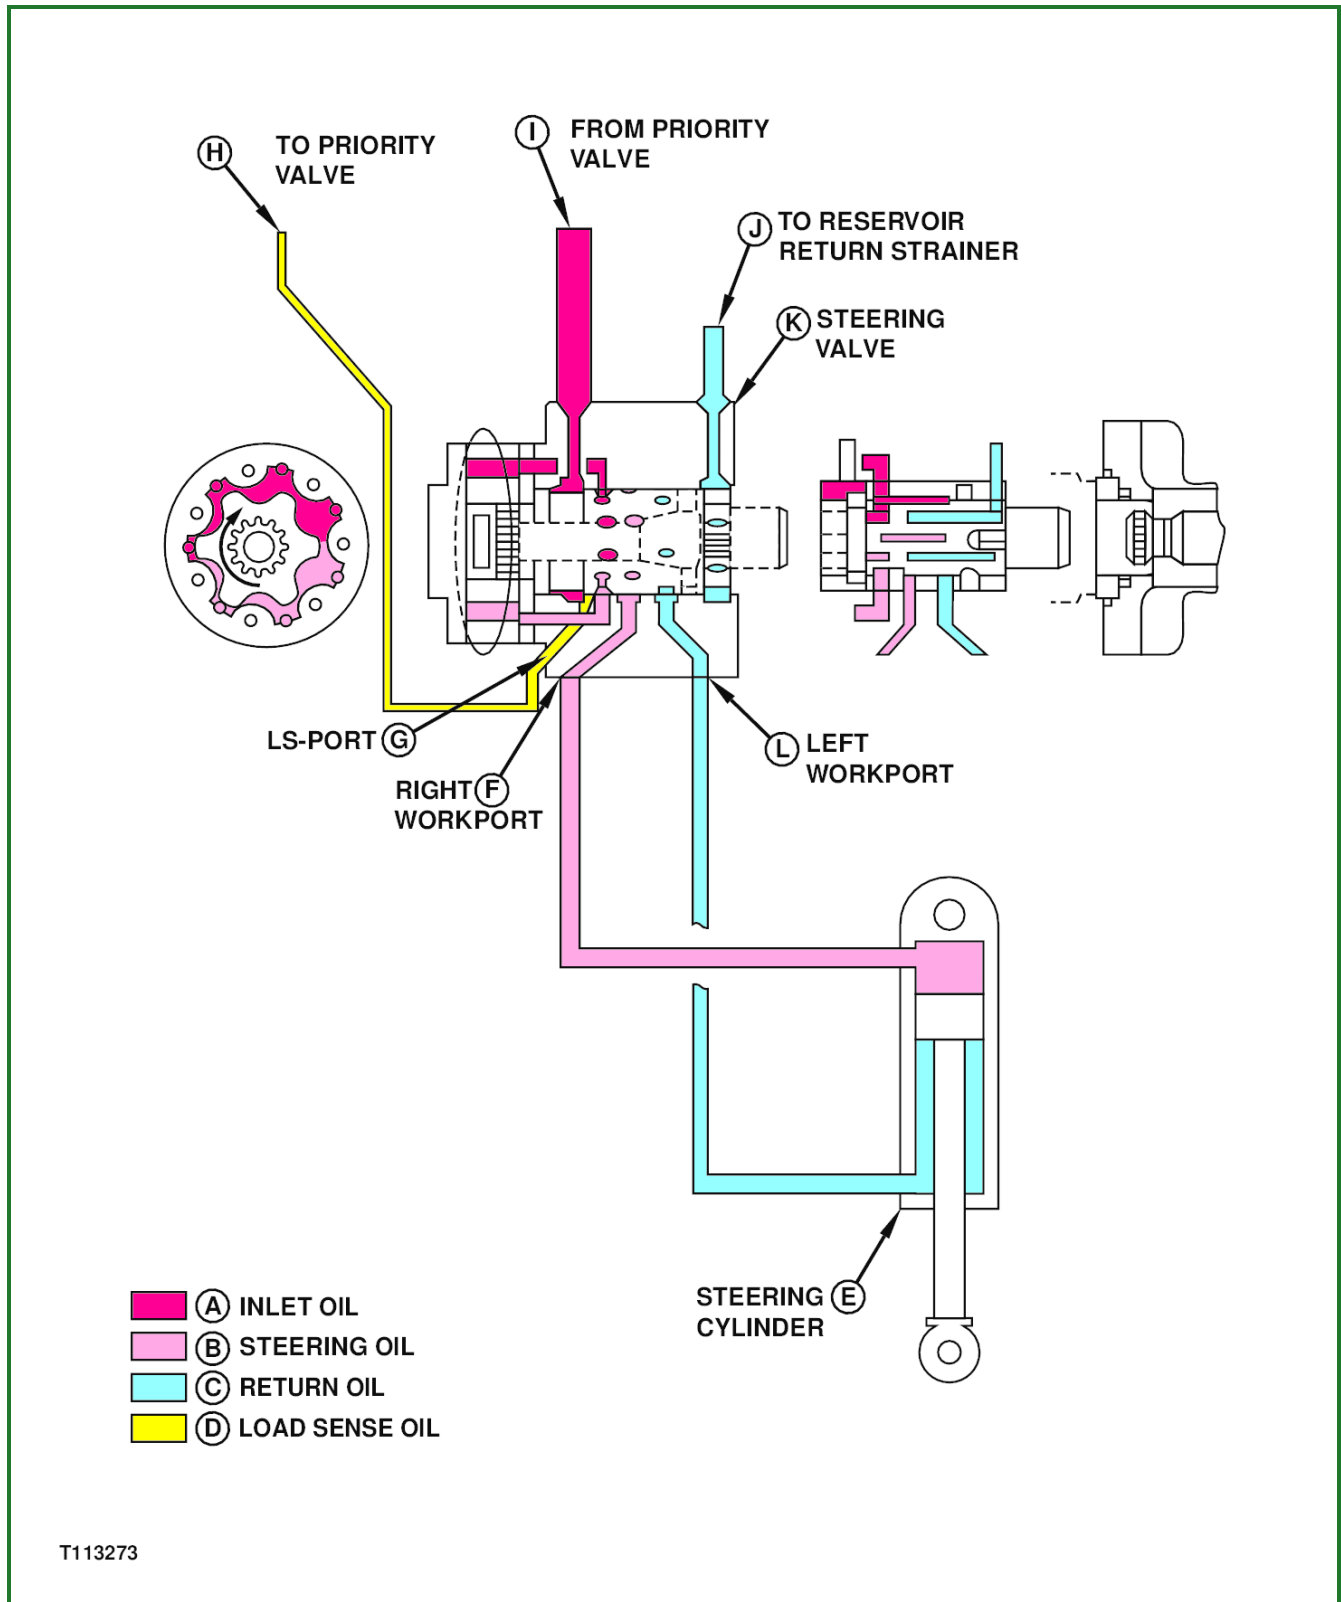 H TO PRIORITY
VALVE
I FROM PRIORITY
VALVE
J TO RESERVOIR
RETURN STRAINER
K STEERING
VALVE
LS-PORT G
RIGHT F
WORKPORT
L LEFT
WORKPORT
STEERING E
CYLINDER
A INLET OIL
B STEERING OIL
C RETURN OIL
D LOAD SENSE OIL
T113273